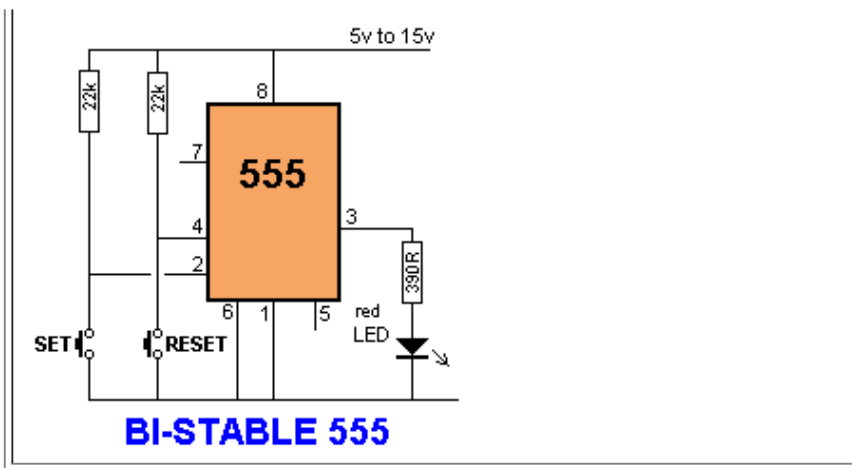 5v to 15v
22k
22k
8
7
555
3
4
2
390R
6
1
5
red
LED
SET
RESET
BI-STABLE 555